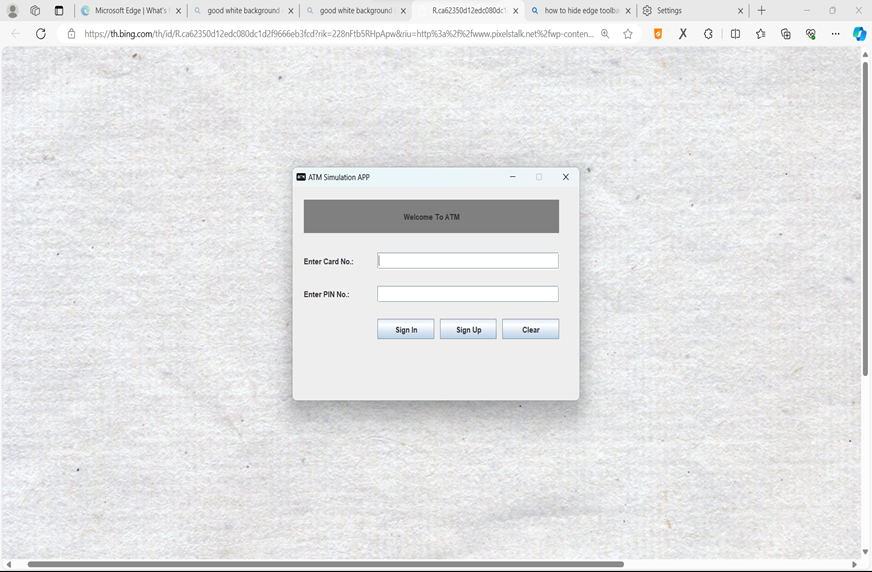 Microsoft Edge | What's
good white background
good white background
R.ca62350d12edc080dc1
how to hide edge toolb
Settings
https://th.bing.com/th/id/R.ca62350d12edc080dc1d2f9666eb3fcd?rik=228nFtb5RHpApw&riu=http%3a%2f%2fwww.pixelstalk.net%2fwp-conten...
ATM Simulation APP
Welcome To ATM
Enter Card No.:
Enter PIN No.:
Sign In Sign Up Clear